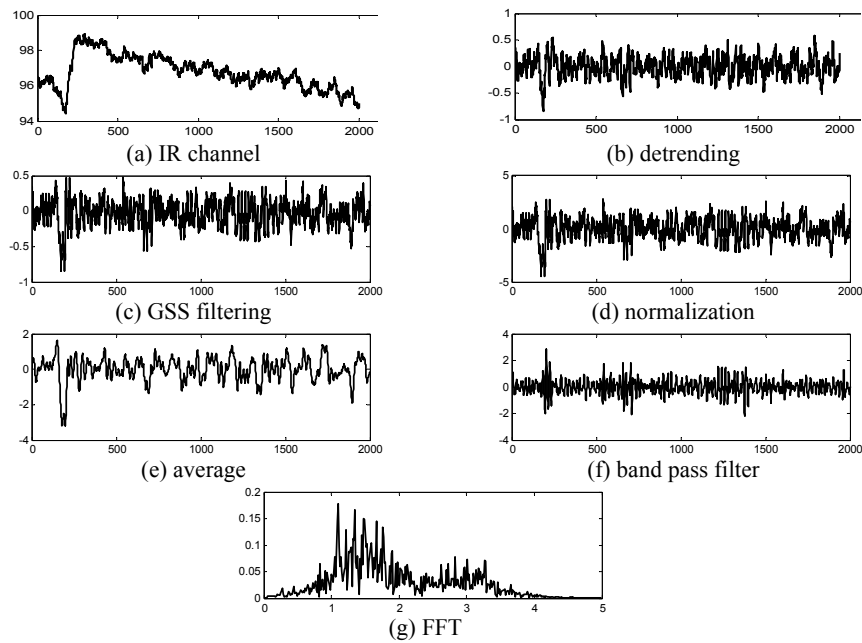 100
98
96
94
0 500 1000 1500 2000
(a) IR channel
1
0.5
0
-0.5
-1
0 500 1000 1500 2000
(b) detrending
0.5
0
-0.5
-1
0 500 1000 1500 2000
(c) GSS filtering
5
0
-5
0 500 1000 1500 2000
(d) normalization
2
0
-2
-4
0 500 1000 1500 2000
(e) average
4
2
0
-2
-4
0 500 1000 1500 2000
(f) band pass filter
0.2
0.15
0.1
0.05
0
0 1 2 3 4 5
(g) FFT